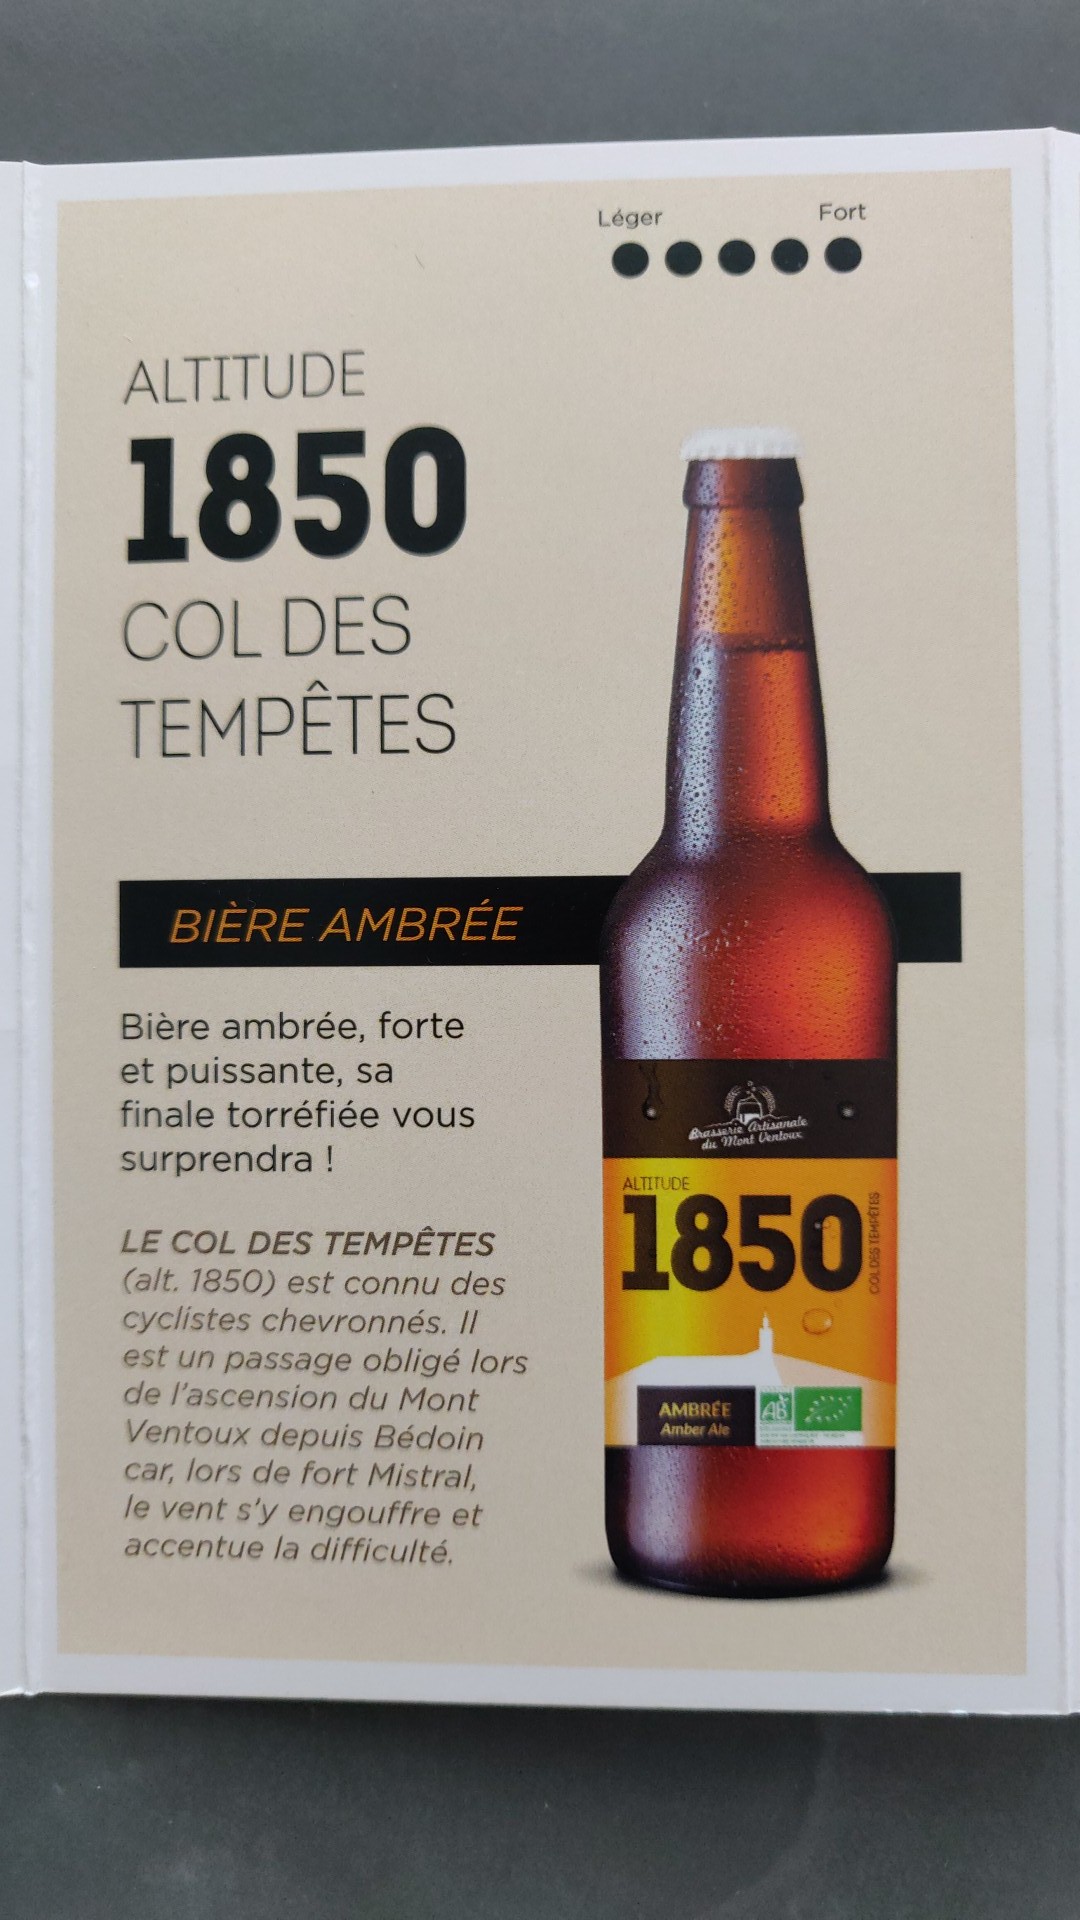 Léger Fort
ALTITUDE
1850
COL DES
TEMPÊTES
BIÈRE AMBRÉE
Bière ambrée, forte
et puissante, sa
finale torréfiée vous
surprendra !
LE COL DES TEMPÊTES
(alt. 1850) est connu des
cyclistes chevronnés. Il
est un passage obligé lors
de l'ascension du Mont
Ventoux depuis Bédoin
car, lors de fort Mistral,
le vent s'y engouffre et
accentue la difficulté.
Brasserie Artisanale
du Mont Ventoux
ALTITUDE
1850
COL DES TEMPÊTES
AMBRÉE
Amber Ale
AB